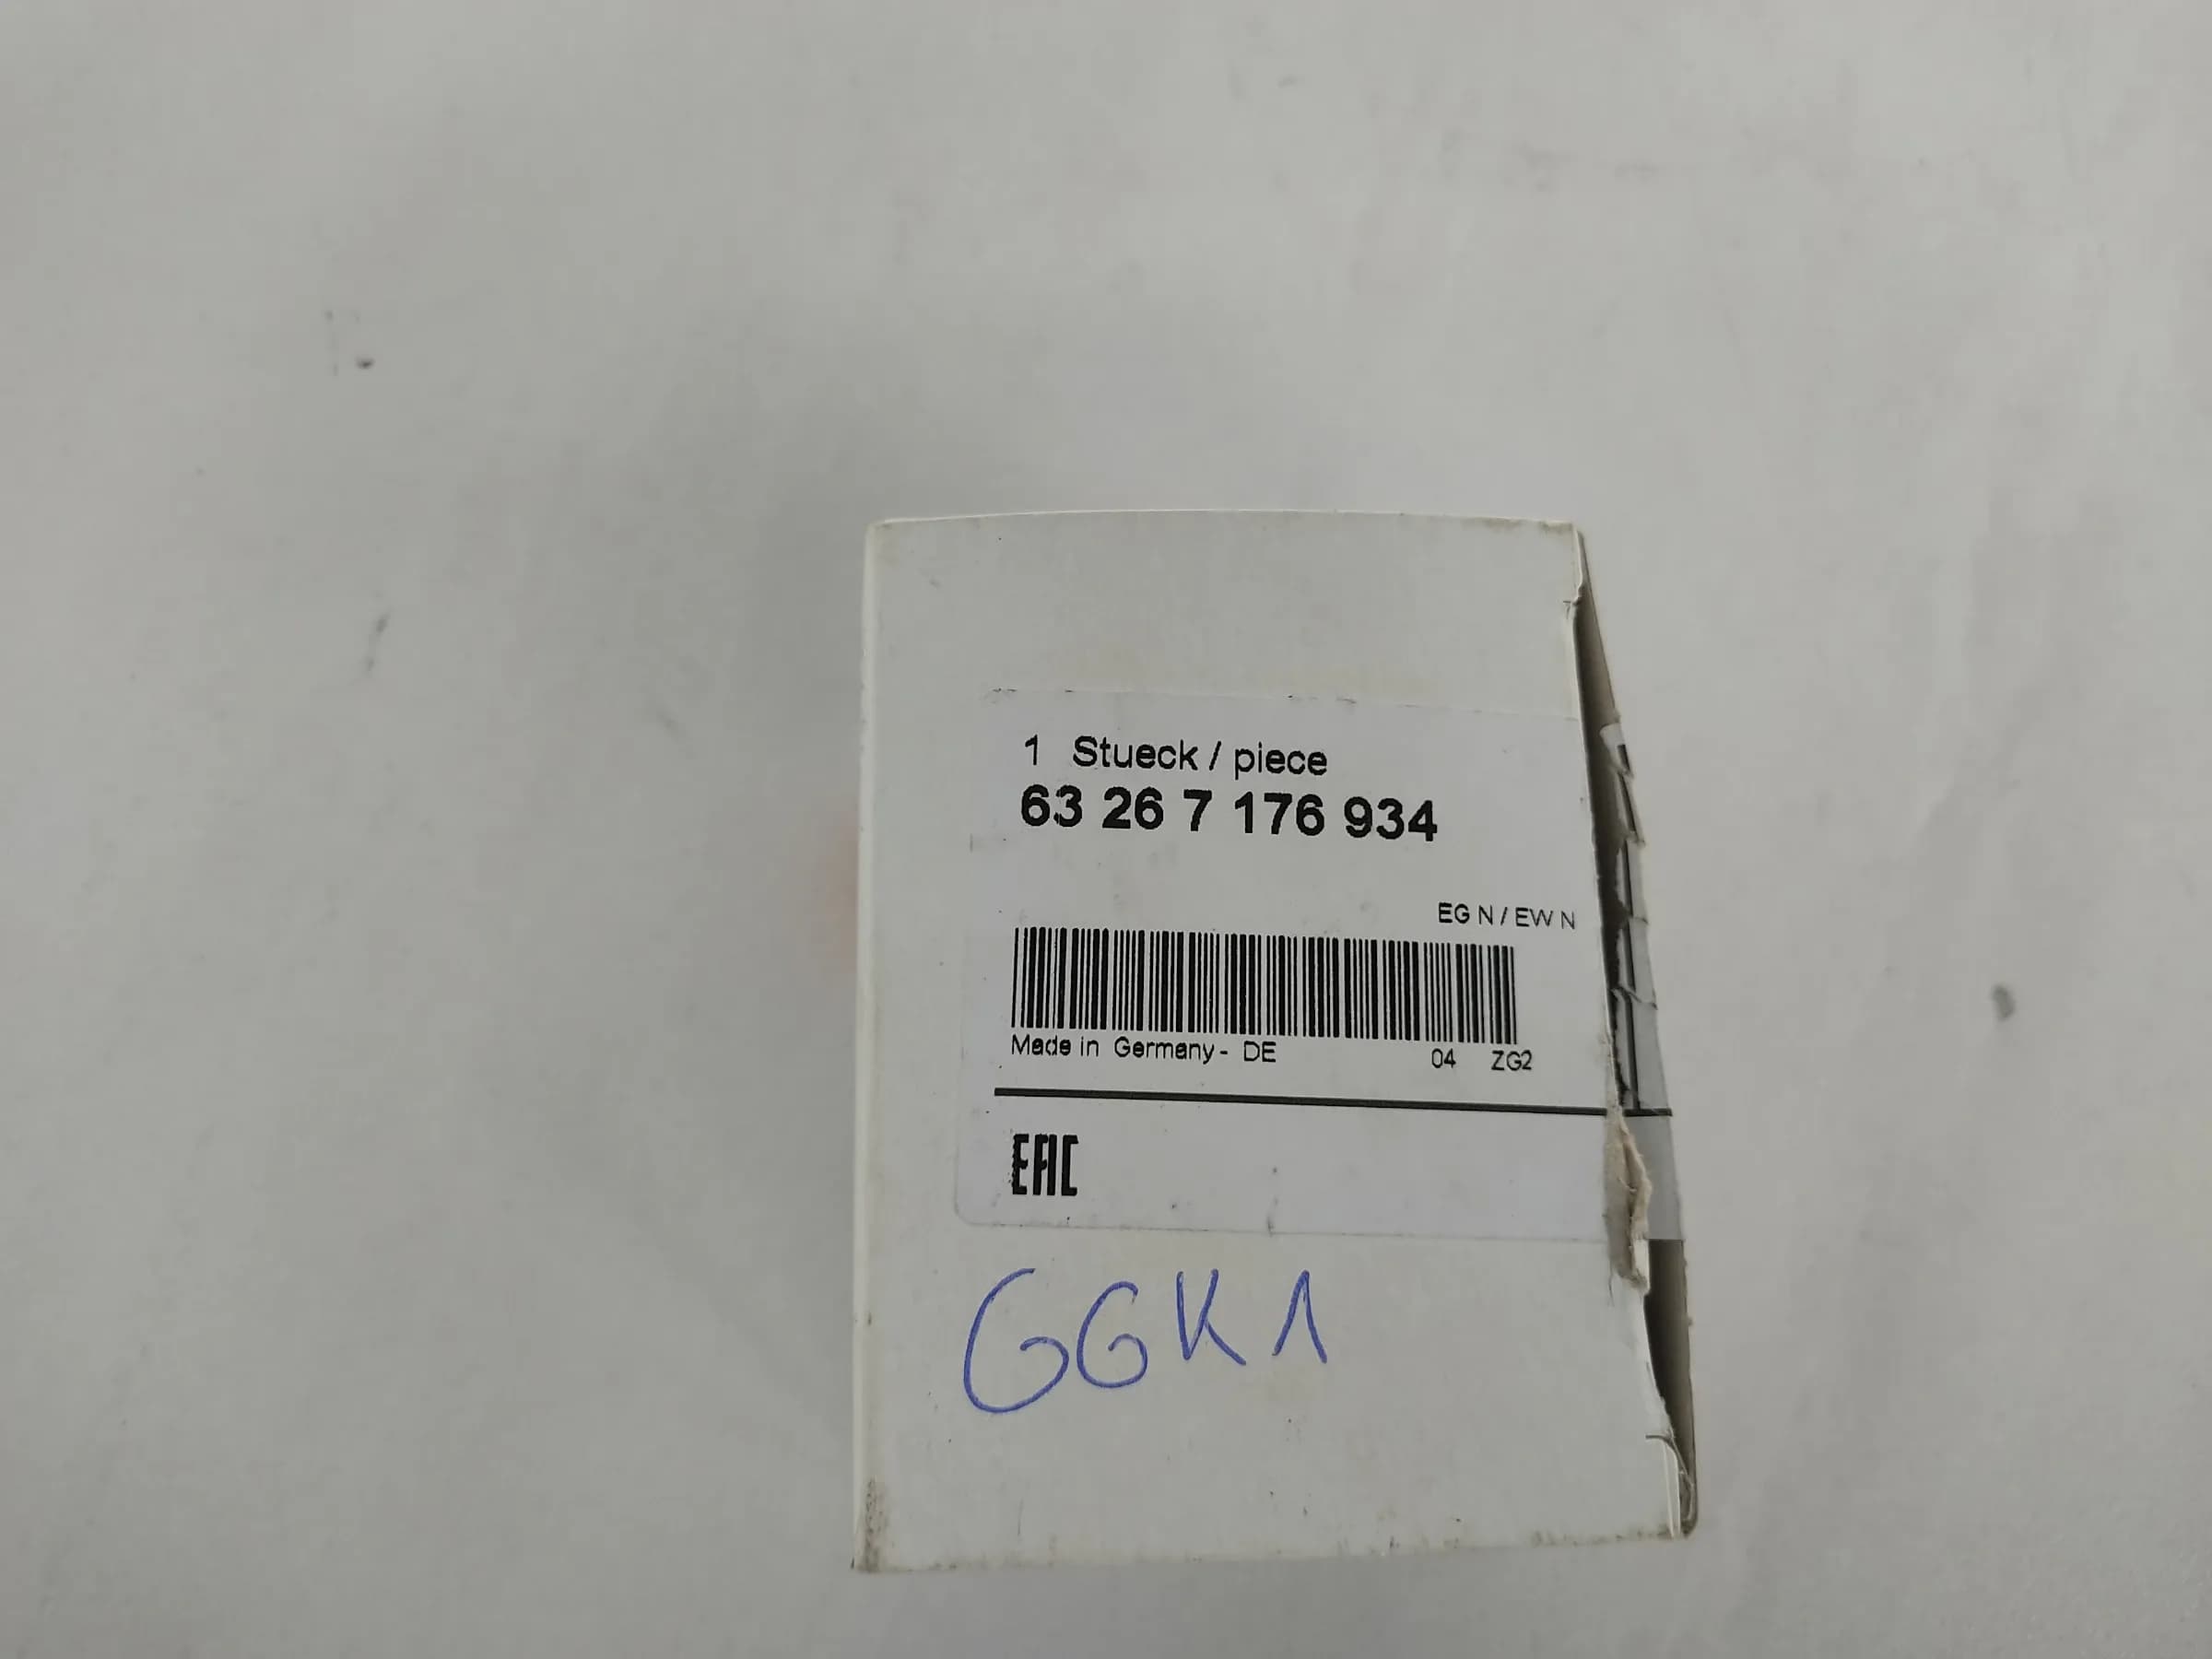 1 Stueck / piece
63 26 7 176 934
EG N / EW N
Made in Germany - DE 04 ZG2
EAC
GGK1